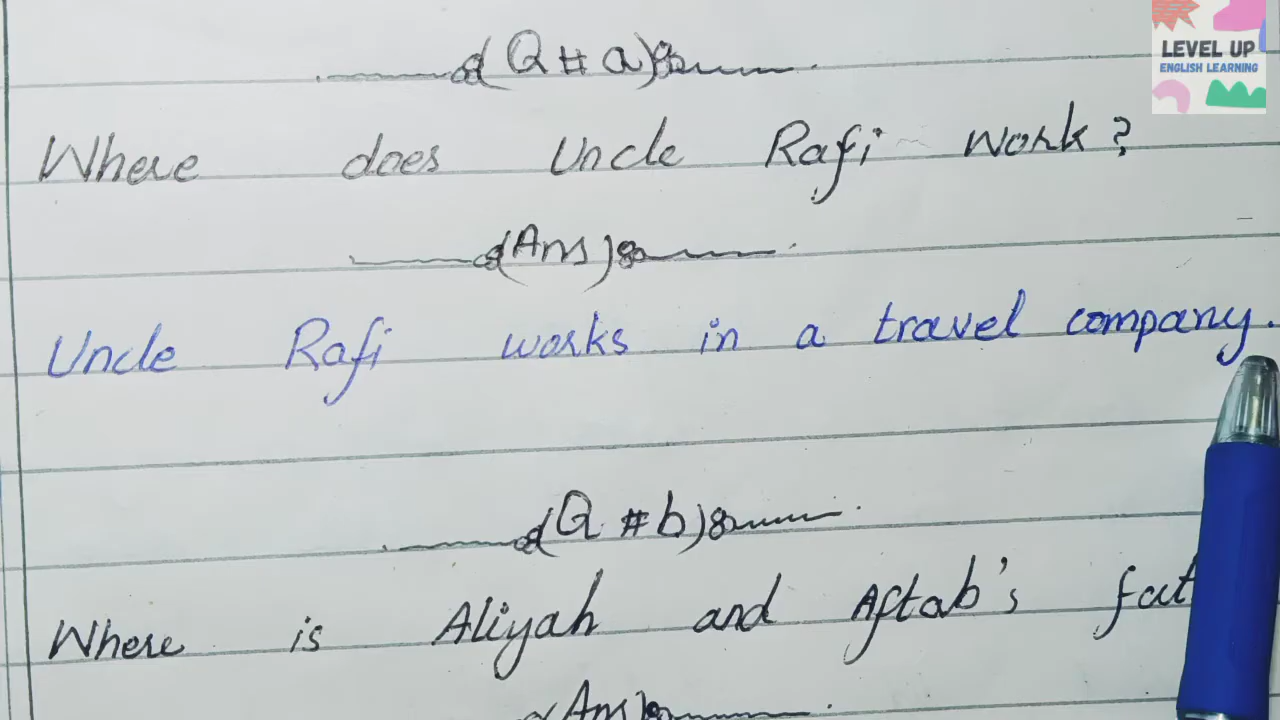 LEVEL UP
ENGLISH LEARNING
(Q # a)
Where does Uncle Rafi work?
(Ans)
Uncle Rafi works in a travel company.
(Q # b)
Where is Aliyah and Aftab's fat
(Ans)